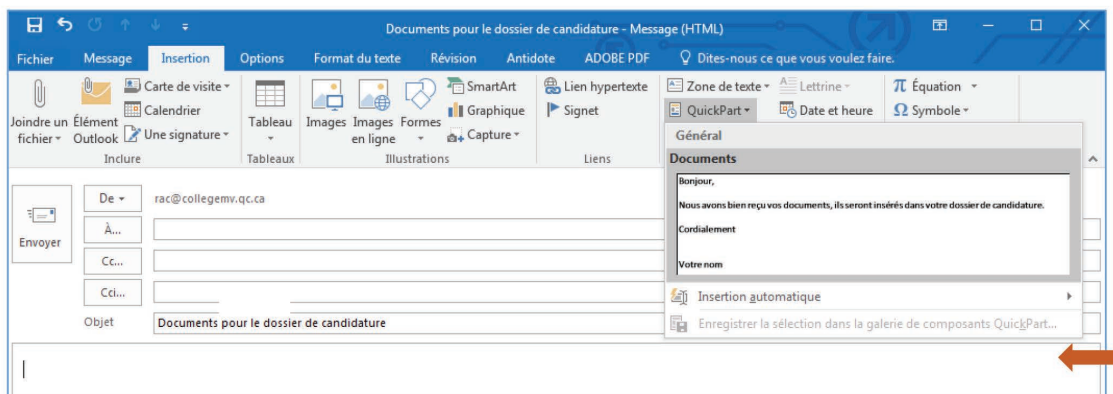 Documents pour le dossier de candidature - Message (HTML)
Fichier Message Insertion Options Format du texte Révision Antidote ADOBE PDF Dites-nous ce que vous voulez faire.
Joindre un fichier
Élément Outlook
Carte de visite
Calendrier
Une signature
Inclure
Tableau
Tableaux
Images
Images en ligne
Formes
SmartArt
Graphique
Capture
Illustrations
Lien hypertexte
Signet
Liens
Zone de texte
QuickPart
Lettrine
Date et heure
π Équation
Ω Symbole
Général
Documents
Bonjour,
Nous avons bien reçu vos documents, ils seront insérés dans votre dossier de candidature.
Cordialement
Votre nom
Insertion automatique
Enregistrer la sélection dans la galerie de composants QuickPart...
Envoyer
De rac@collegemv.qc.ca
À...
Cc...
Cci...
Objet Documents pour le dossier de candidature